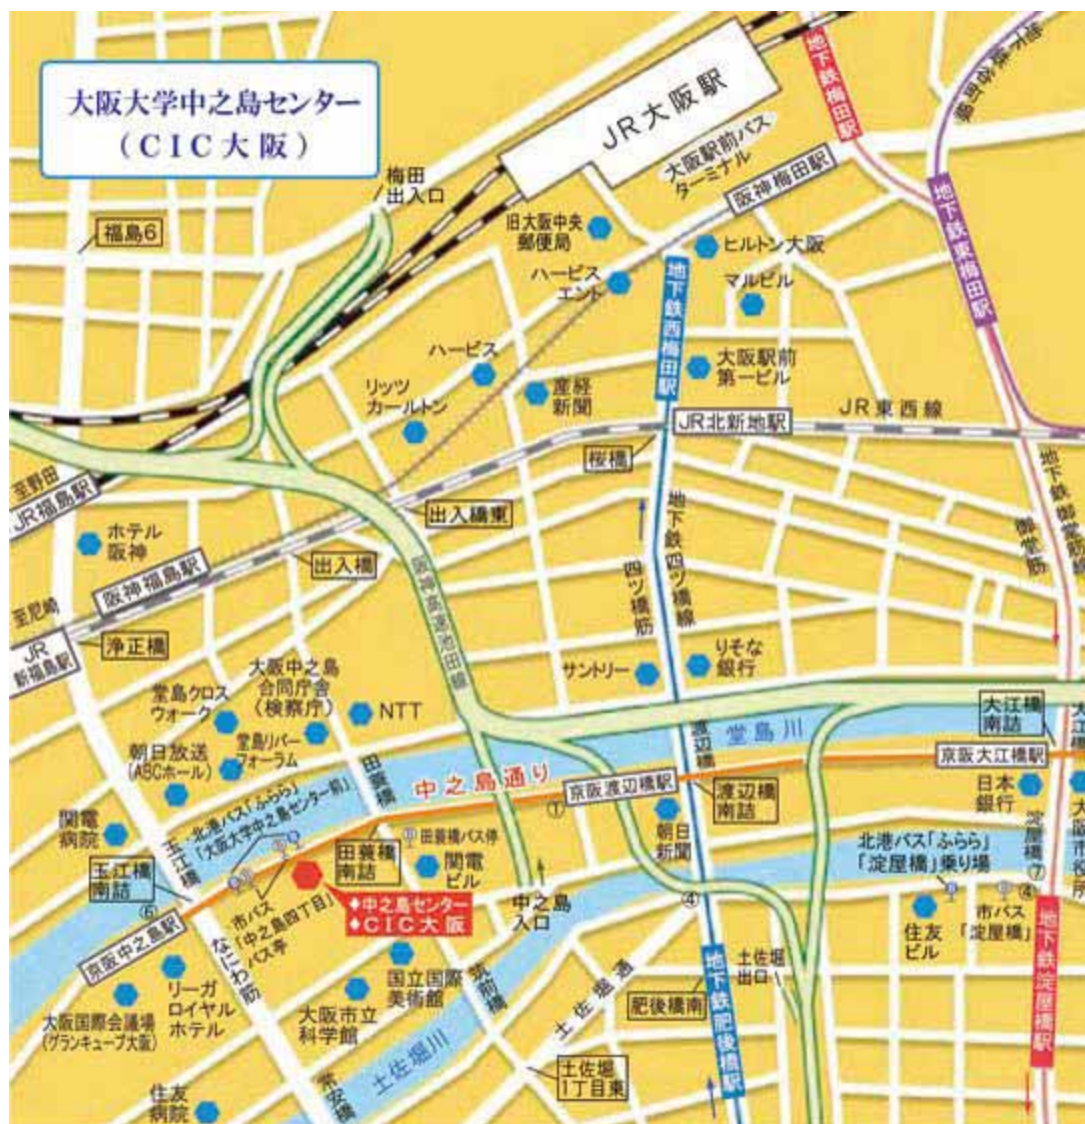 大阪大学中之島センター
(CIC大阪)
JR大阪駅
地下鉄梅田駅
大阪駅前バス
ターミナル
阪神梅田駅
地下鉄東梅田駅
梅田
出入口
福島6
旧大阪中央
郵便局
ヒルトン大阪
ハービス
エント
マルビル
地下鉄西梅田駅
ハービス
リッツ
カールトン
産経
新聞
大阪駅前
第一ビル
JR東西線
JR北新地駅
桜橋
至野田
JR福島駅
出入橋東
ホテル
阪神
出入橋
阪神福島駅
地下鉄四ツ橋線
四ツ橋筋
地下鉄御堂筋線
御堂筋
至尼崎
浄正橋
JR
新福島駅
サントリー
りそな
銀行
大阪中之島
合同庁舎
(検察庁)
堂島クロス
ウォーク
NTT
朝日放送
(ABCホール)
堂島リバー
フォーラム
田蓑橋
渡辺橋
堂島川
大江橋
南詰
大江橋
中之島通り
京阪渡辺橋駅
京阪大江橋駅
渡辺橋
南詰
日本
銀行
①
関電
病院
北港バス「ふらら」
「大阪大学中之島センター前」
玉江橋
玉江橋
南詰
田蓑橋バス停
田蓑橋
南詰
関電
ビル
朝日
新聞
北港バス「ふらら」
「淀屋橋」乗り場
淀屋橋
⑦
④
大阪市役所
◆中之島センター
◆CIC大阪
中之島
入口
④
⑥
市バス
「中之島四丁目」
バス亭
京阪中之島駅
なにわ筋
住友
ビル
市バス
「淀屋橋」
リーガ
ロイヤル
ホテル
大阪国際会議場
(グランキューブ大阪)
国立国際
美術館
大阪市立
科学館
筑前橋
土佐堀通
土佐堀
出口
肥後橋南
地下鉄肥後橋駅
地下鉄淀屋橋駅
土佐堀川
土佐堀
1丁目東
常安橋
住友
病院